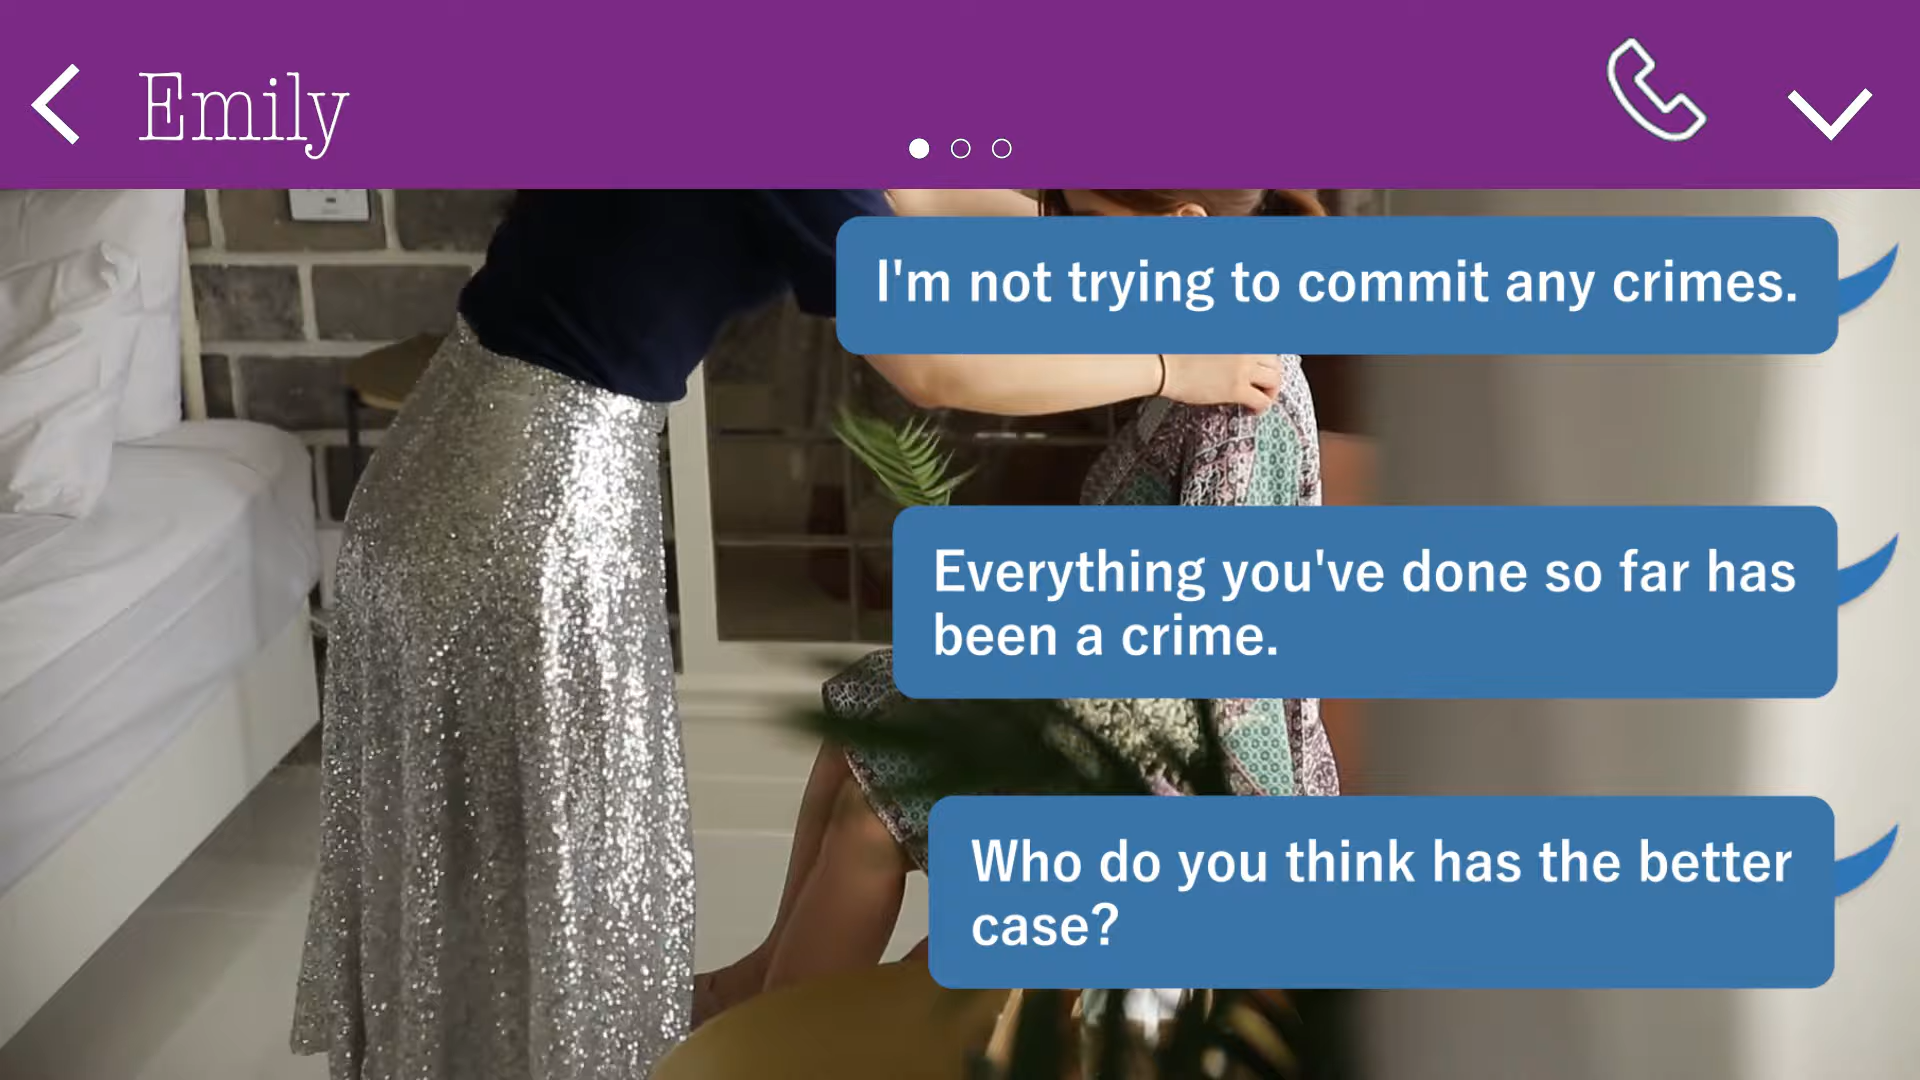 Emily
I'm not trying to commit any crimes.
Everything you've done so far has
been a crime.
Who do you think has the better
case?